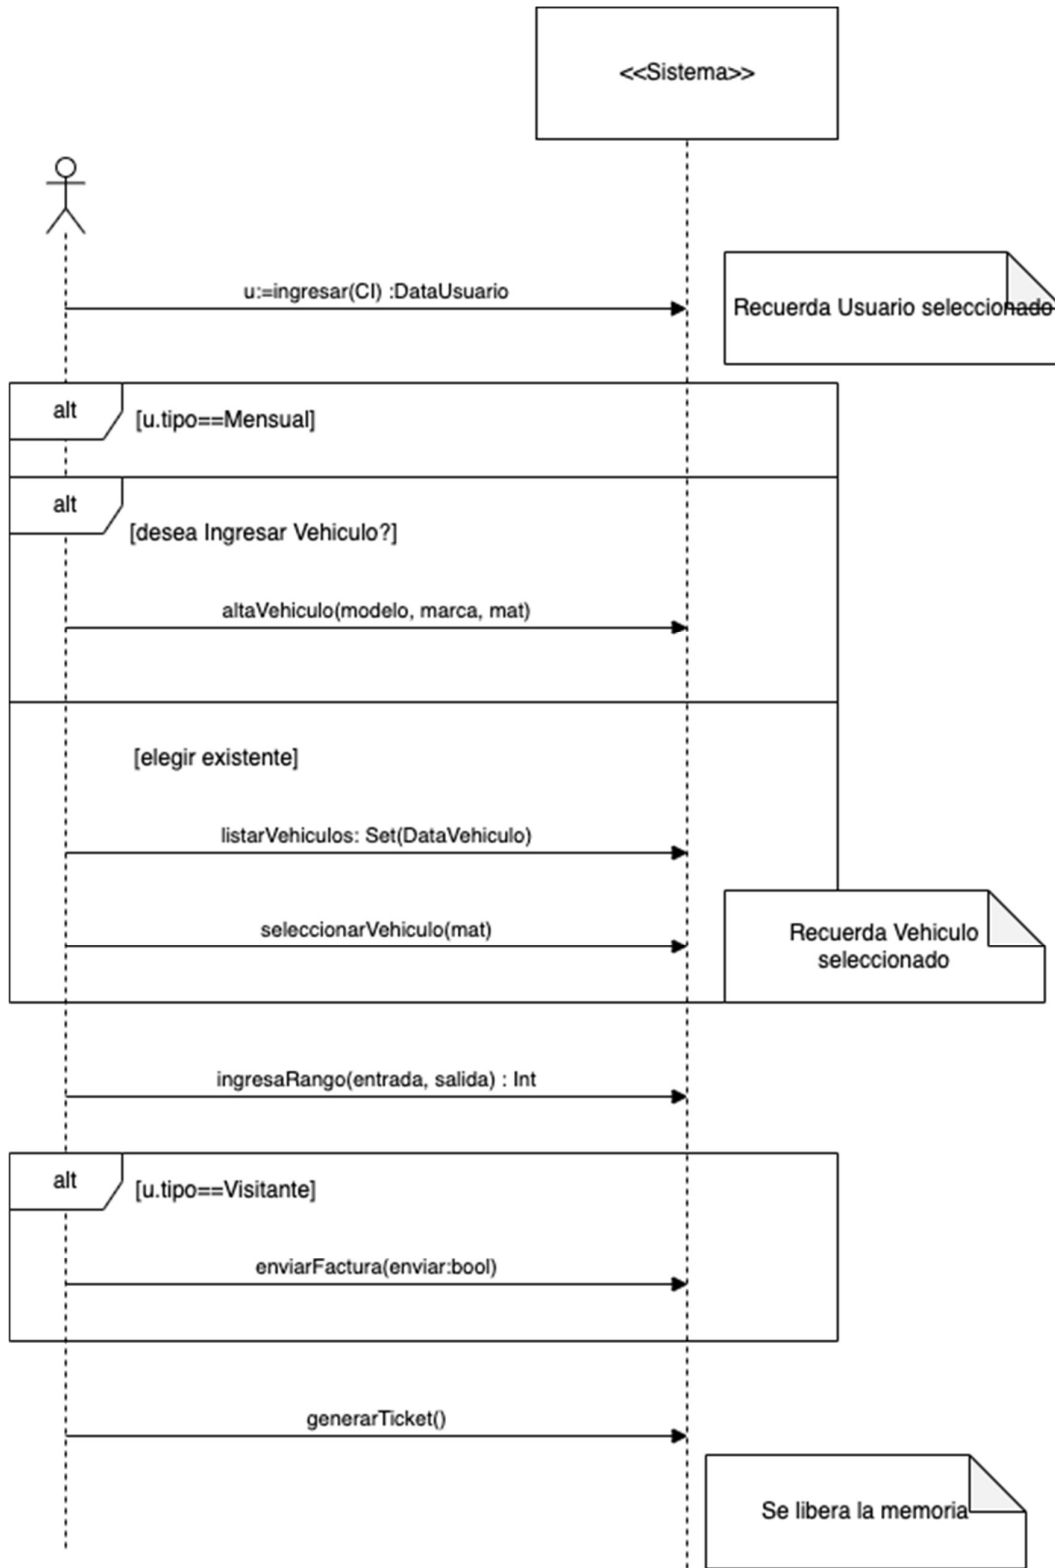 <<Sistema>>
u:=ingresar(CI) :DataUsuario
Recuerda Usuario seleccionado
alt
[u.tipo==Mensual]
alt
[desea Ingresar Vehiculo?]
altaVehiculo(modelo, marca, mat)
[elegir existente]
listarVehiculos: Set(DataVehiculo)
seleccionarVehiculo(mat)
Recuerda Vehiculo
seleccionado
ingresaRango(entrada, salida) : Int
alt
[u.tipo==Visitante]
enviarFactura(enviar:bool)
generarTicket()
Se libera la memoria